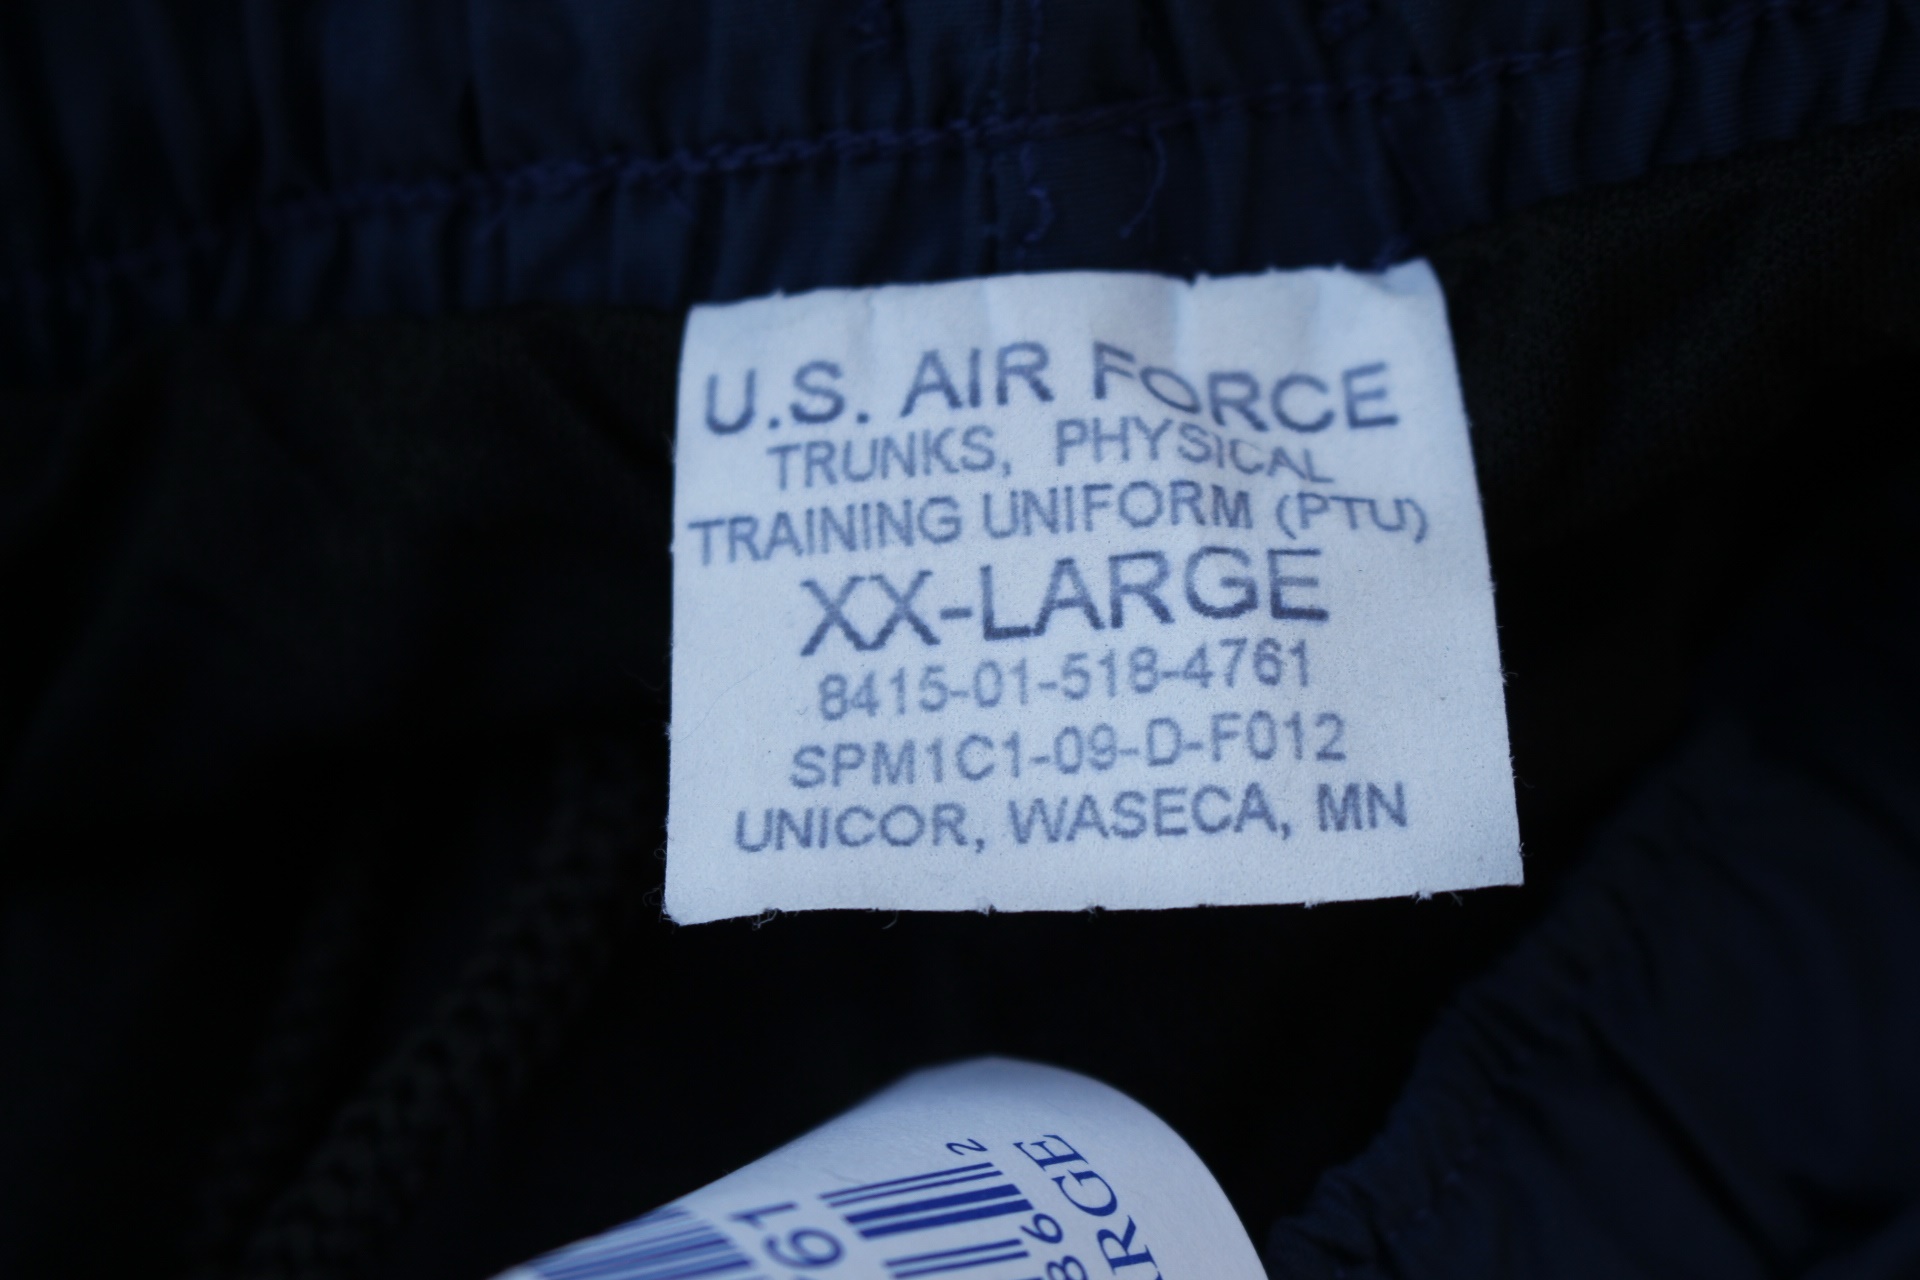 U.S. AIR FORCE
TRUNKS, PHYSICAL
TRAINING UNIFORM (PTU)
XX-LARGE
8415-01-518-4761
SPM1C1-09-D-F012
UNICOR, WASECA, MN
2